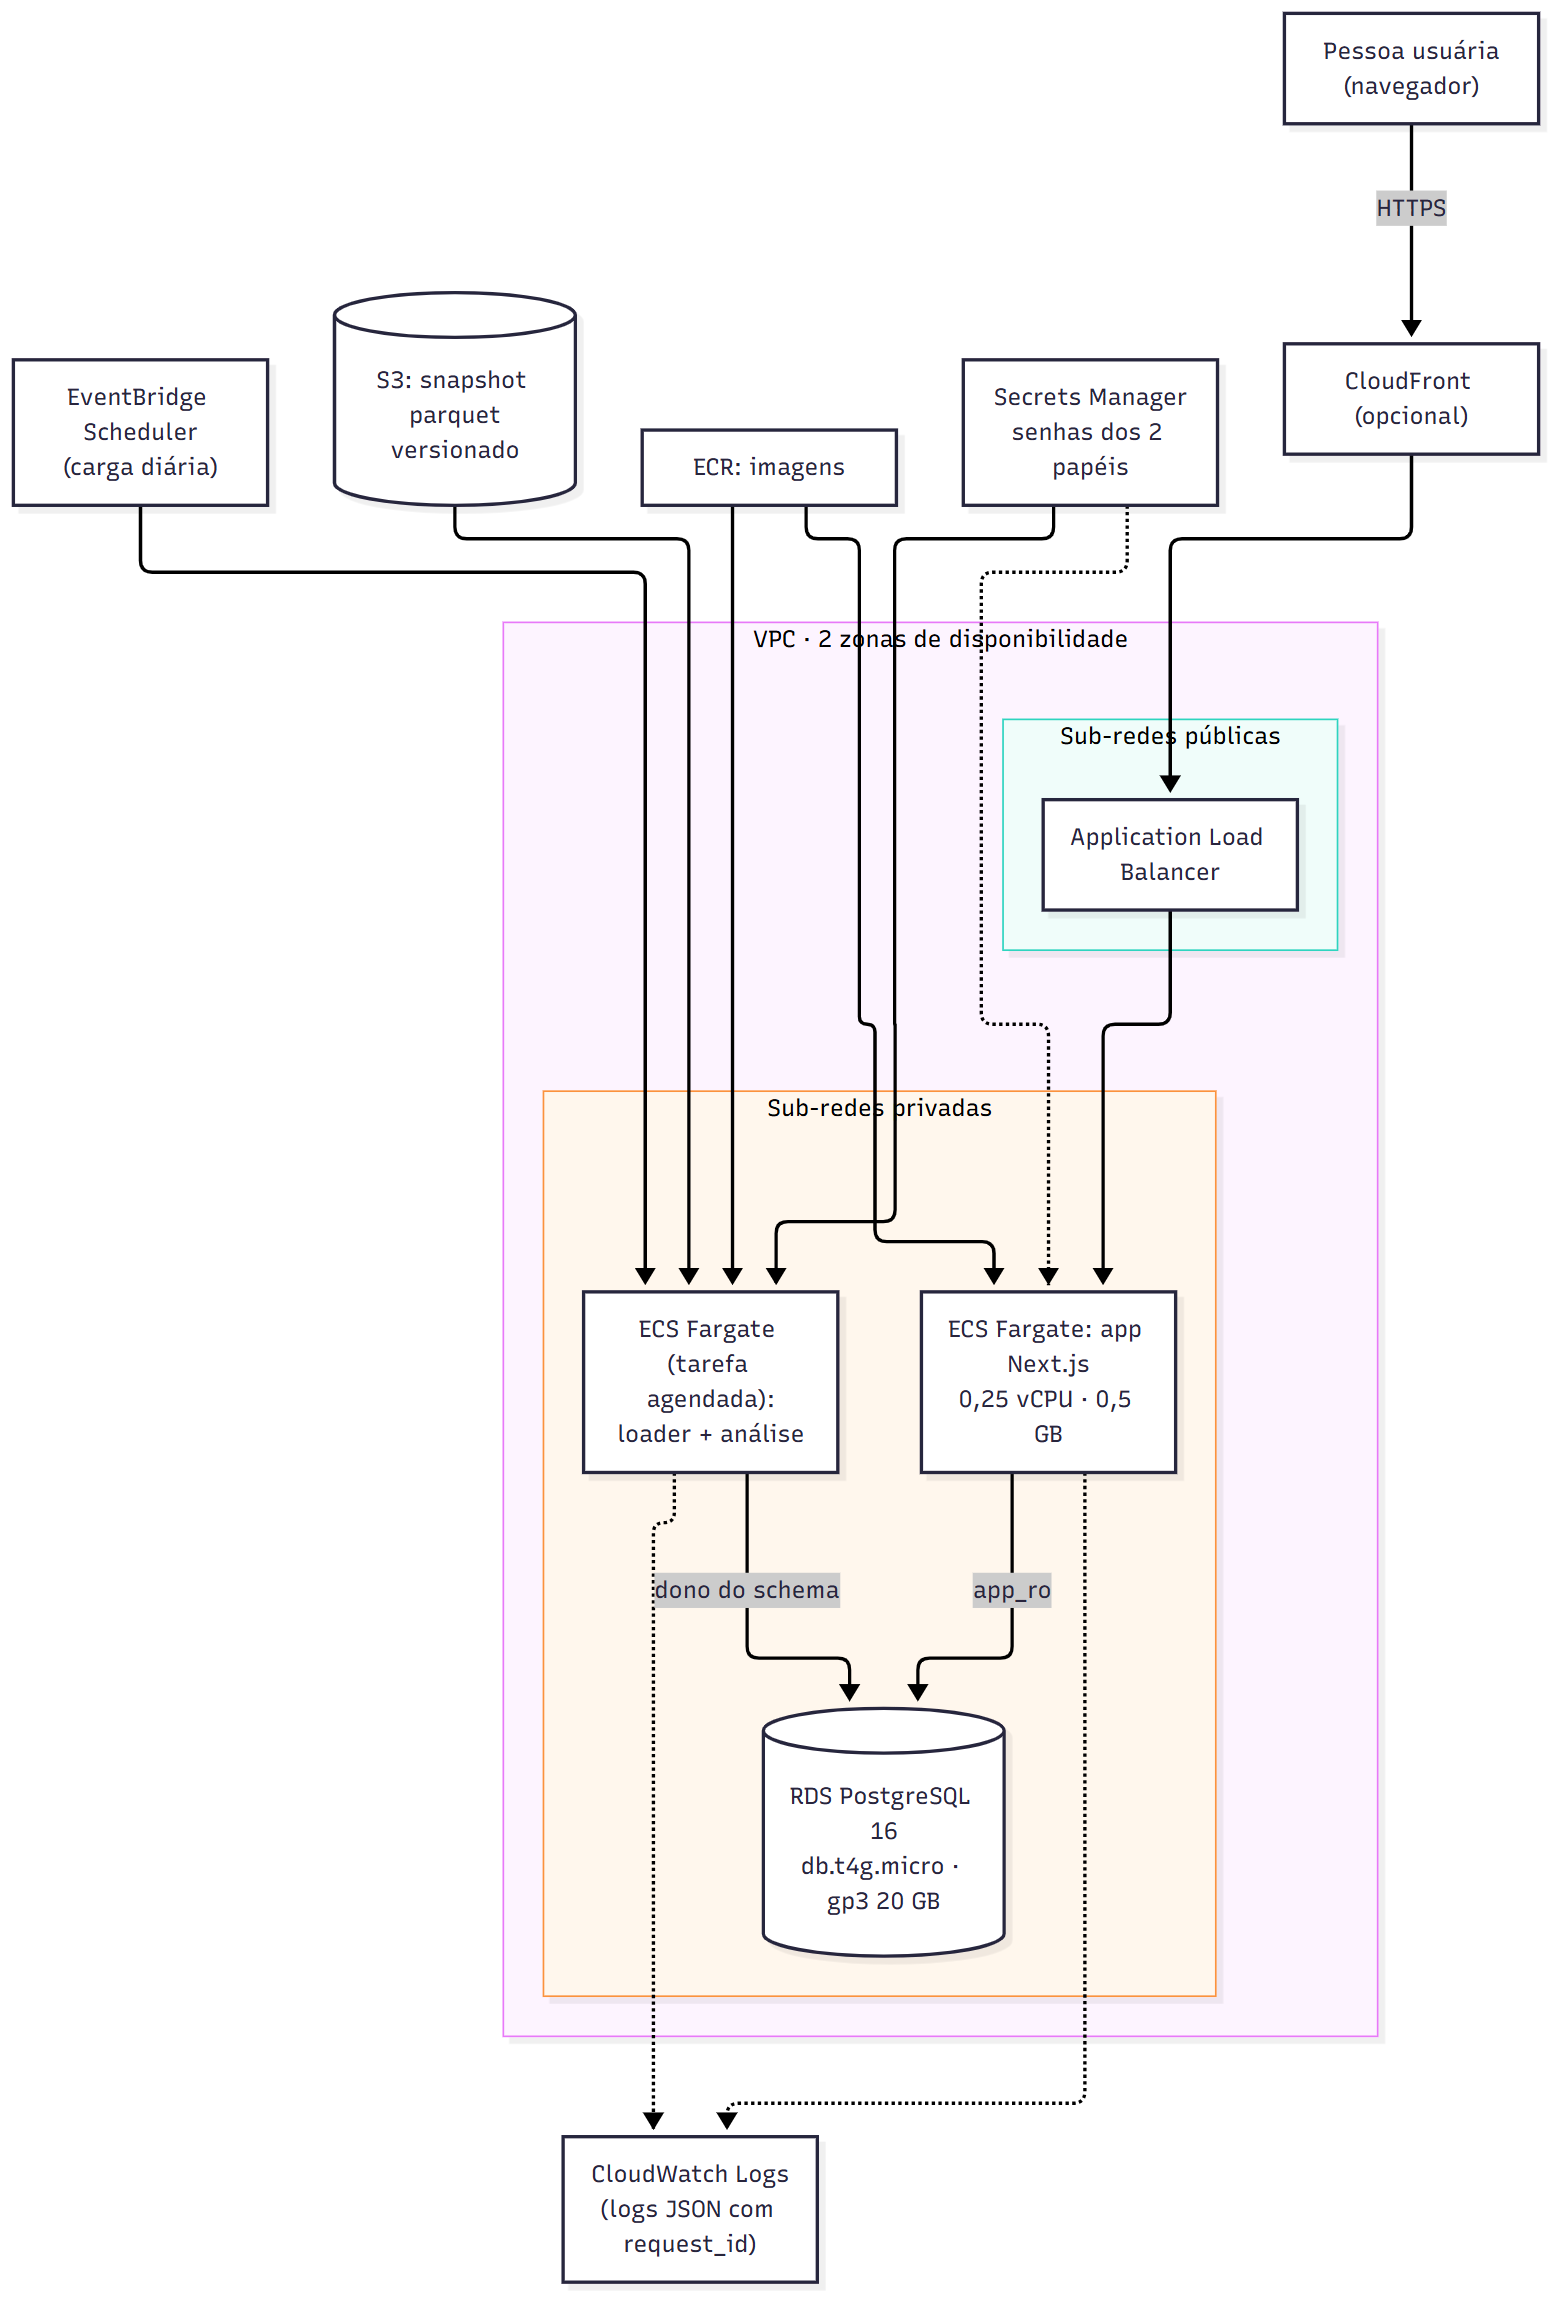 Pessoa usuária
(navegador)
HTTPS
EventBridge
Scheduler
(carga diária)
S3: snapshot
parquet
versionado
ECR: imagens
Secrets Manager
senhas dos 2
papéis
CloudFront
(opcional)
VPC · 2 zonas de disponibilidade
Sub-redes públicas
Application Load
Balancer
Sub-redes privadas
ECS Fargate
(tarefa
agendada):
loader + análise
ECS Fargate: app
Next.js
0,25 vCPU · 0,5
GB
dono do schema
app_ro
RDS PostgreSQL
16
db.t4g.micro ·
gp3 20 GB
CloudWatch Logs
(logs JSON com
request_id)